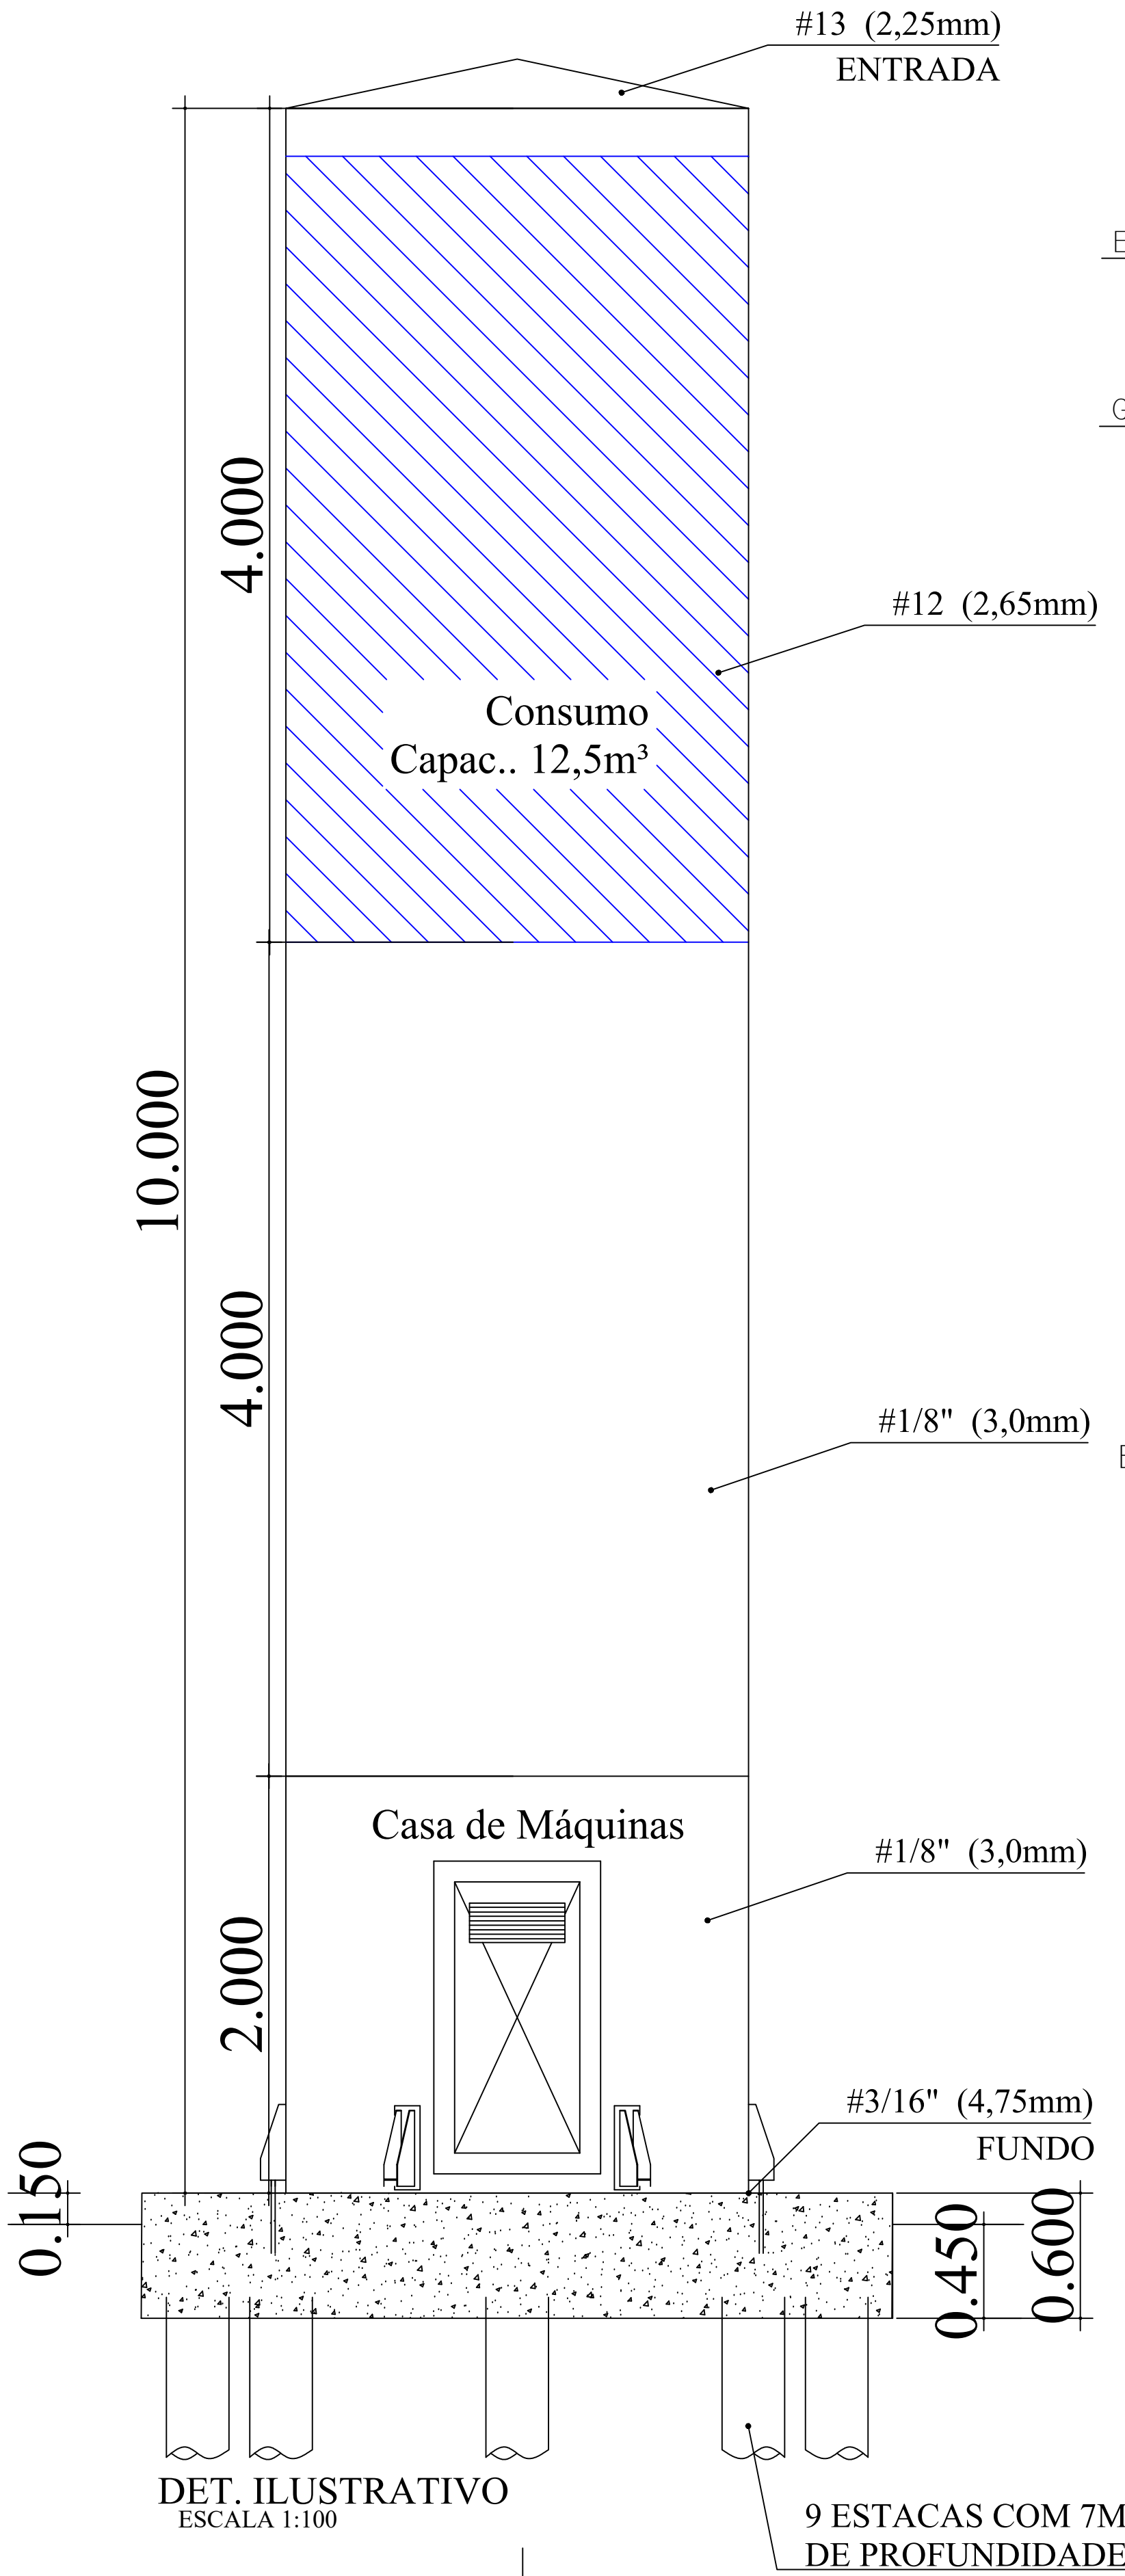 #13 (2,25mm)
ENTRADA
4.000
#12 (2,65mm)
Consumo
Capac.. 12,5m³
10.000
4.000
#1/8" (3,0mm)
Casa de Máquinas
#1/8" (3,0mm)
2.000
#3/16" (4,75mm)
FUNDO
0.150
0.450
0.600
DET. ILUSTRATIVO
ESCALA 1:100
9 ESTACAS COM 7M
DE PROFUNDIDADE